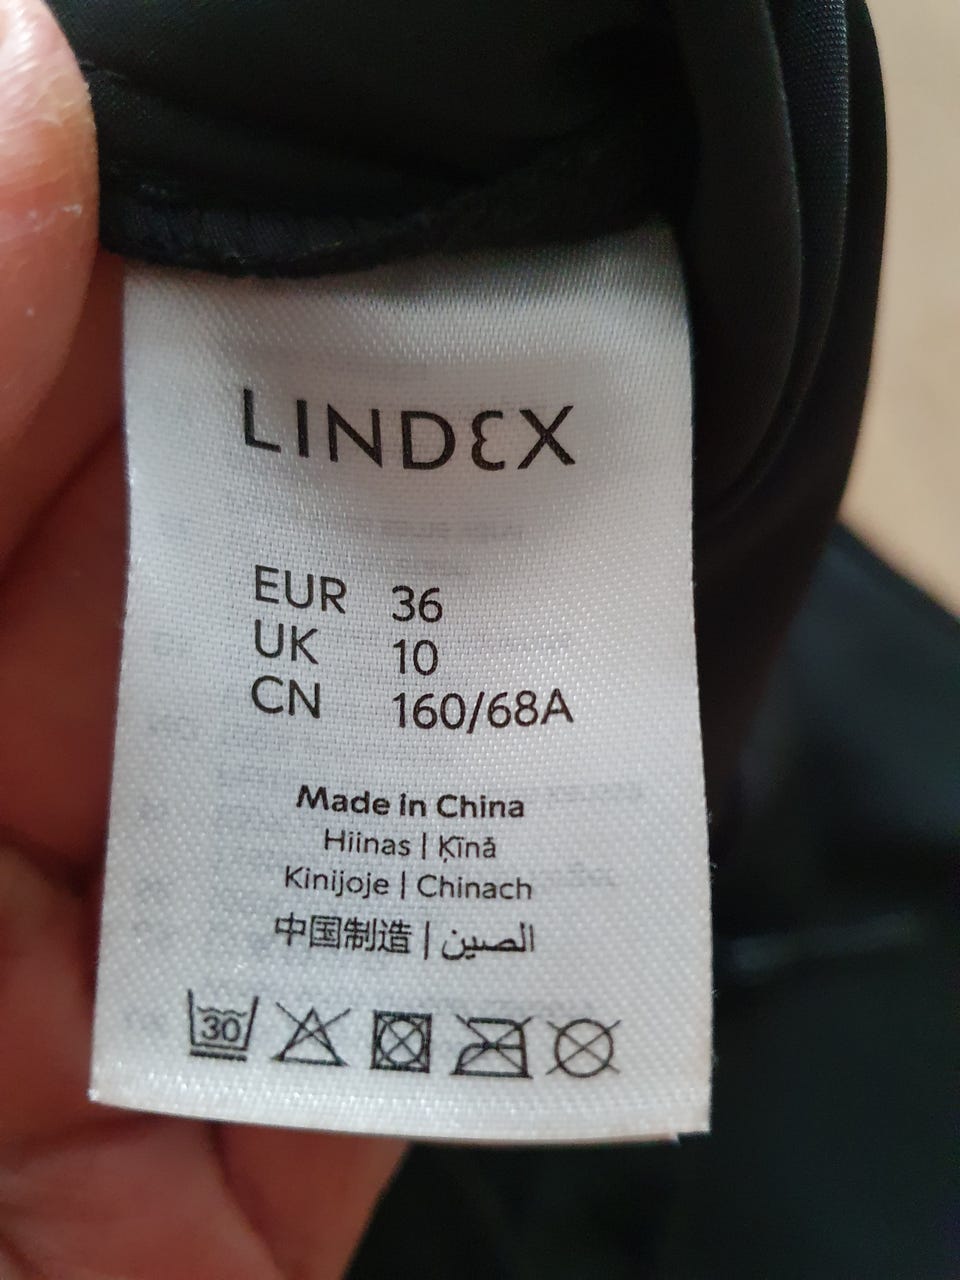 LINDEX
EUR 36
UK 10
CN 160/68A
Made in China
Hiinas | Ķīnā
Kinijoje | Chinach
中国制造 | الصين
30